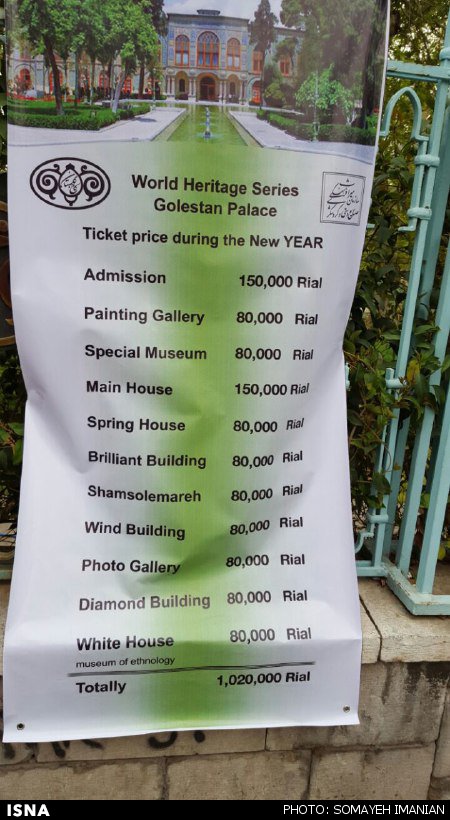 World Heritage Series
Golestan Palace
Ticket price during the New YEAR
Admission 150,000 Rial
Painting Gallery 80,000 Rial
Special Museum 80,000 Rial
Main House 150,000 Rial
Spring House 80,000 Rial
Brilliant Building 80,000 Rial
Shamsolemareh 80,000 Rial
Wind Building 80,000 Rial
Photo Gallery 80,000 Rial
Diamond Building 80,000 Rial
White House 80,000 Rial
museum of ethnology
Totally 1,020,000 Rial
ISNA
PHOTO: SOMAYEH IMANIAN